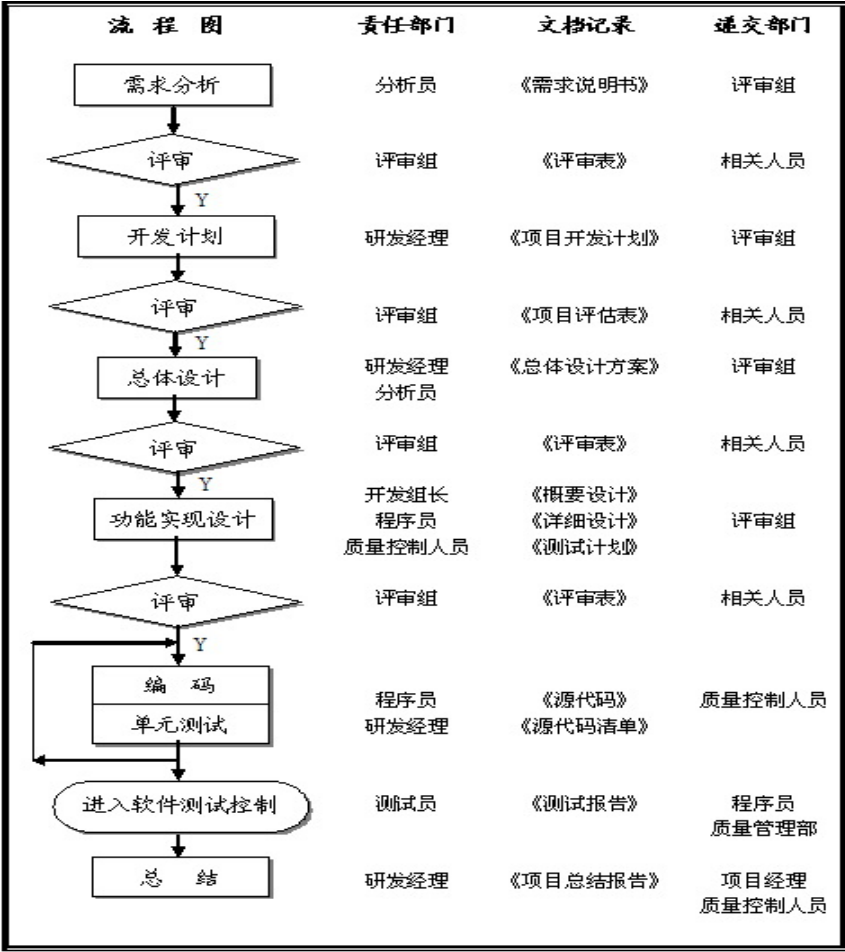 流 程 图 责任部门 文档记录 递交部门
需求分析 分析员 《需求说明书》 评审组
评审 评审组 《评审表》 相关人员
Y
开发计划 研发经理 《项目开发计划》 评审组
评审 评审组 《项目评估表》 相关人员
Y
总体设计 研发经理 《总体设计方案》 评审组
分析员
评审 评审组 《评审表》 相关人员
Y
开发组长 《概要设计》
功能实现设计 程序员 《详细设计》 评审组
质量控制人员 《测试计划》
评审 评审组 《评审表》 相关人员
Y
编 码 程序员 《源代码》 质量控制人员
单元测试 研发经理 《源代码清单》
进入软件测试控制 测试员 《测试报告》 程序员
质量管理部
总 结 研发经理 《项目总结报告》 项目经理
质量控制人员